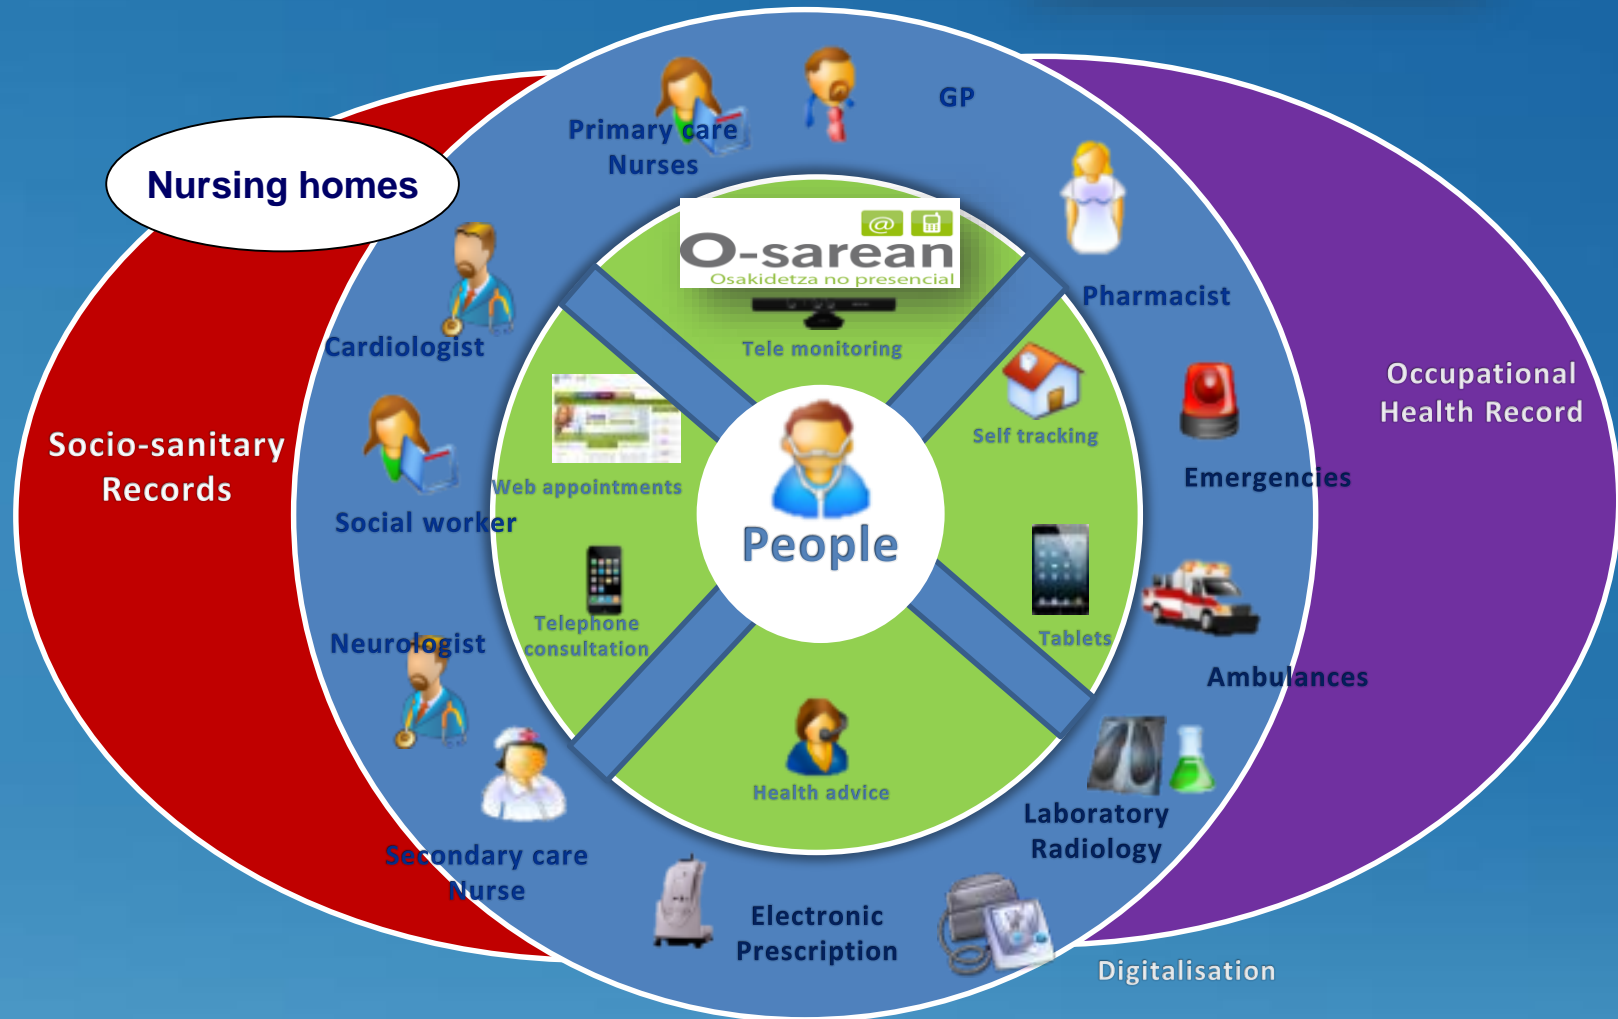 GP
Primary care
Nurses
Nursing homes
@
O-sarean
Osakidetza no presencial
Pharmacist
Cardiologist
Tele monitoring
Occupational
Health Record
Self tracking
Socio-sanitary
Records
Web appointments
Emergencies
Social worker
People
Telephone
consultation
Tablets
Neurologist
Ambulances
Health advice
Laboratory
Radiology
Secondary care
Nurse
Electronic
Prescription
Digitalisation